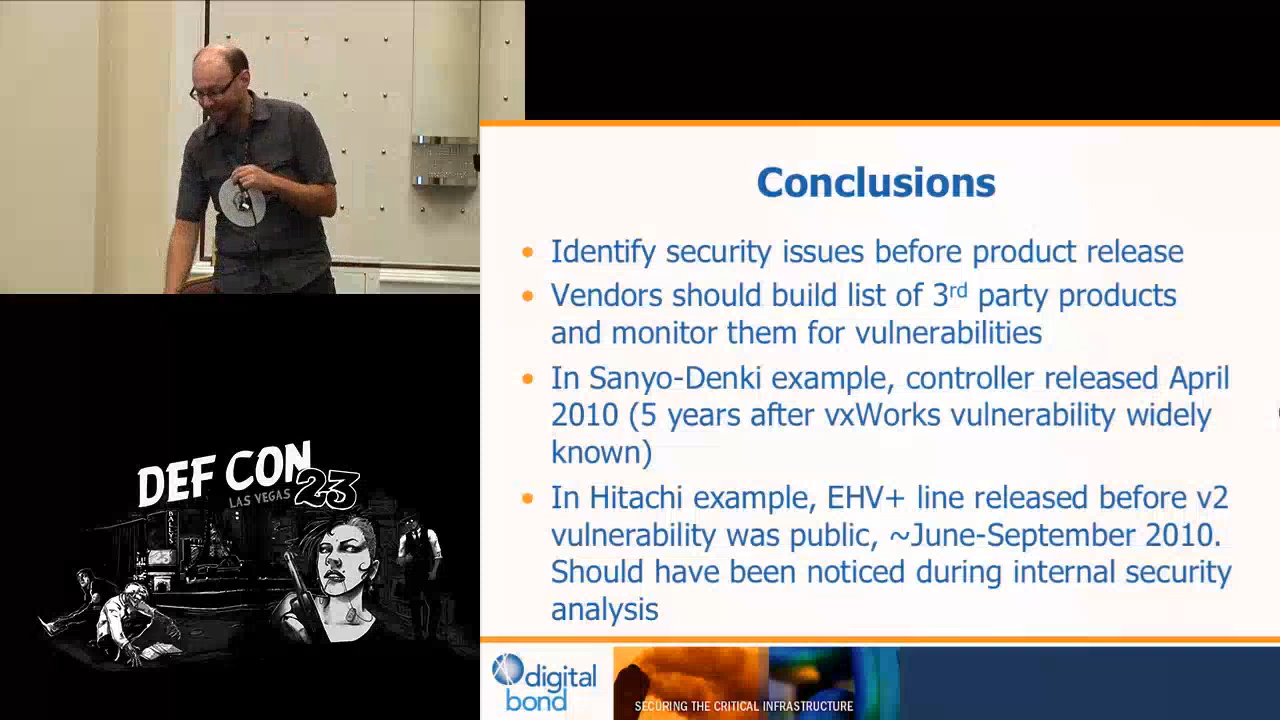 Conclusions
Identify security issues before product release
Vendors should build list of 3rd party products
and monitor them for vulnerabilities
In Sanyo-Denki example, controller released April
2010 (5 years after vxWorks vulnerability widely
known)
In Hitachi example, EHV+ line released before v2
vulnerability was public, ~June-September 2010.
Should have been noticed during internal security
analysis
DEF CON
LAS VEGAS 23
BALLY'S
digital
bond
SECURING THE CRITICAL INFRASTRUCTURE